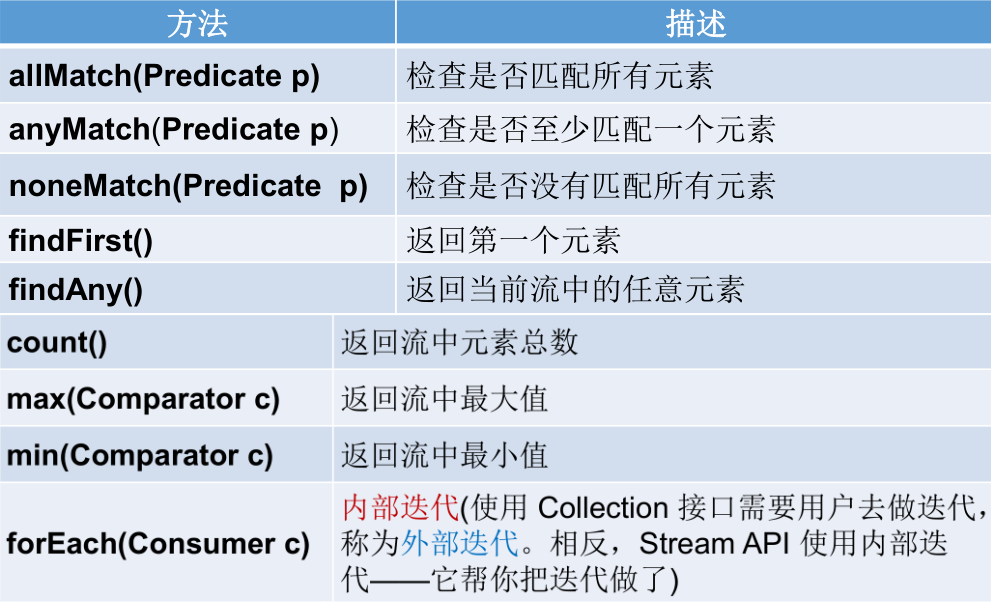 方法 描述
allMatch(Predicate p) 检查是否匹配所有元素
anyMatch(Predicate p) 检查是否至少匹配一个元素
noneMatch(Predicate  p) 检查是否没有匹配所有元素
findFirst() 返回第一个元素
findAny() 返回当前流中的任意元素
count() 返回流中元素总数
max(Comparator c) 返回流中最大值
min(Comparator c) 返回流中最小值
forEach(Consumer c) 内部迭代(使用 Collection 接口需要用户去做迭代，
称为外部迭代。相反，Stream API 使用内部迭
代——它帮你把迭代做了)